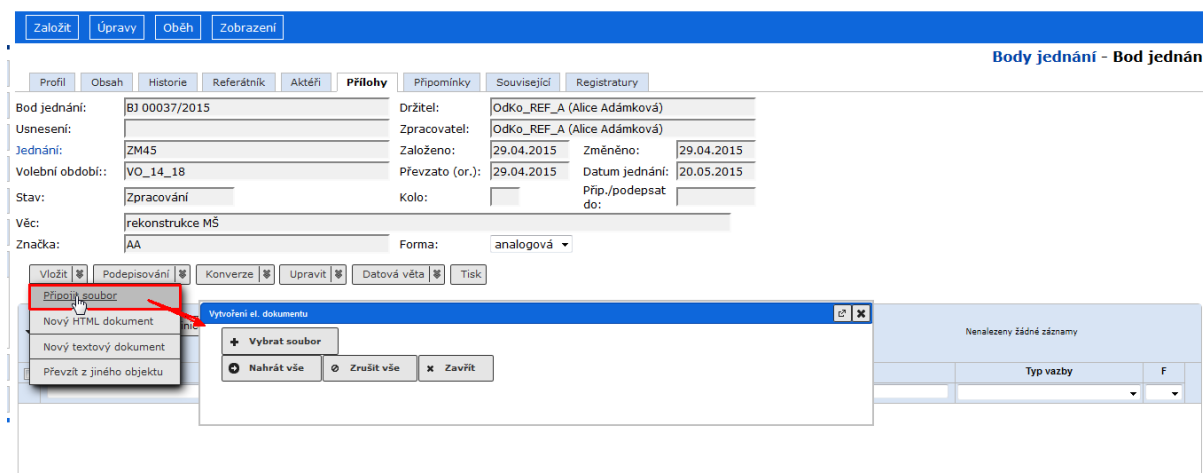 Založit Úpravy Oběh Zobrazení
Body jednání - Bod jednán
Profil Obsah Historie Referátník Aktéři Přílohy Připomínky Související Registratury
Bod jednání: BJ 00037/2015 Držitel: OdKo_REF_A (Alice Adámková)
Usnesení: Zpracovatel: OdKo_REF_A (Alice Adámková)
Jednání: ZM45 Založeno: 29.04.2015 Změněno: 29.04.2015
Volební období:: VO_14_18 Převzato (or.): 29.04.2015 Datum jednání: 20.05.2015
Stav: Zpracování Kolo: Přip./podepsat do:
Věc: rekonstrukce MŠ
Značka: AA Forma: analogová
Vložit Podepisování Konverze Upravit Datová věta Tisk
Připojit soubor
Nový HTML dokument
Nový textový dokument
Převzít z jiného objektu
Vytvoření el. dokumentu
Vybrat soubor
Nahrát vše Zrušit vše Zavřít
Nenalezeny žádné záznamy
Typ vazby F